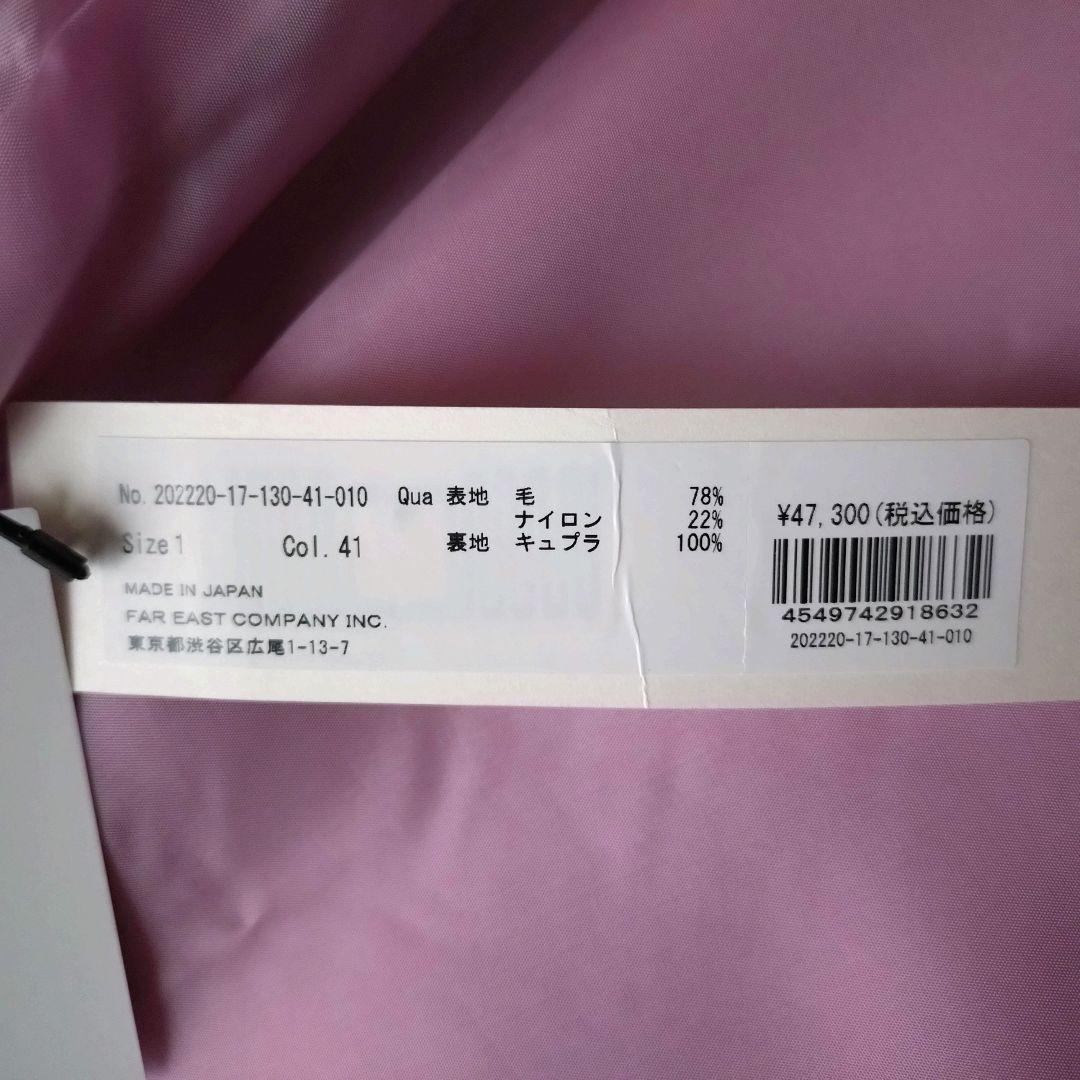 No. 202220-17-130-41-010 Qua 表地 毛 78%
ナイロン 22%
Size 1 Col. 41 裏地 キュプラ 100%
MADE IN JAPAN
FAR EAST COMPANY INC.
東京都渋谷区広尾1-13-7
¥47,300(税込価格)
4549742918632
202220-17-130-41-010